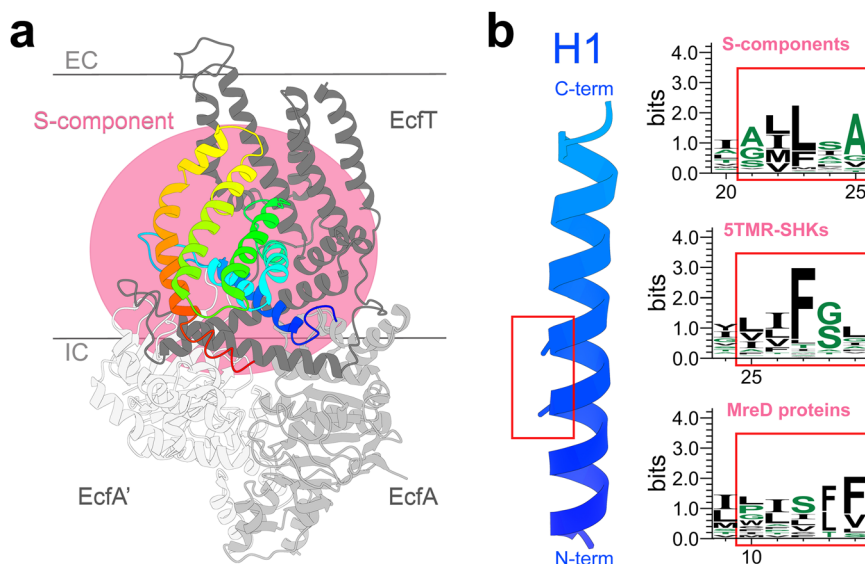 a
EC
S-component
EcfT
IC
EcfA'
EcfA
b
H1
C-term
N-term
S-components
bits
4.0
3.0
2.0
1.0
0.0
20
25
5TMR-SHKs
bits
4.0
3.0
2.0
1.0
0.0
25
MreD proteins
bits
4.0
3.0
2.0
1.0
0.0
10